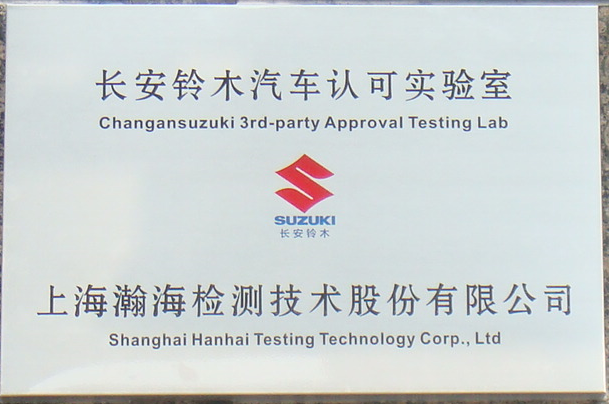 长安铃木汽车认可实验室
Changansuzuki 3rd-party Approval Testing Lab
SUZUKI
长安铃木
上海瀚海检测技术股份有限公司
Shanghai Hanhai Testing Technology Corp., Ltd